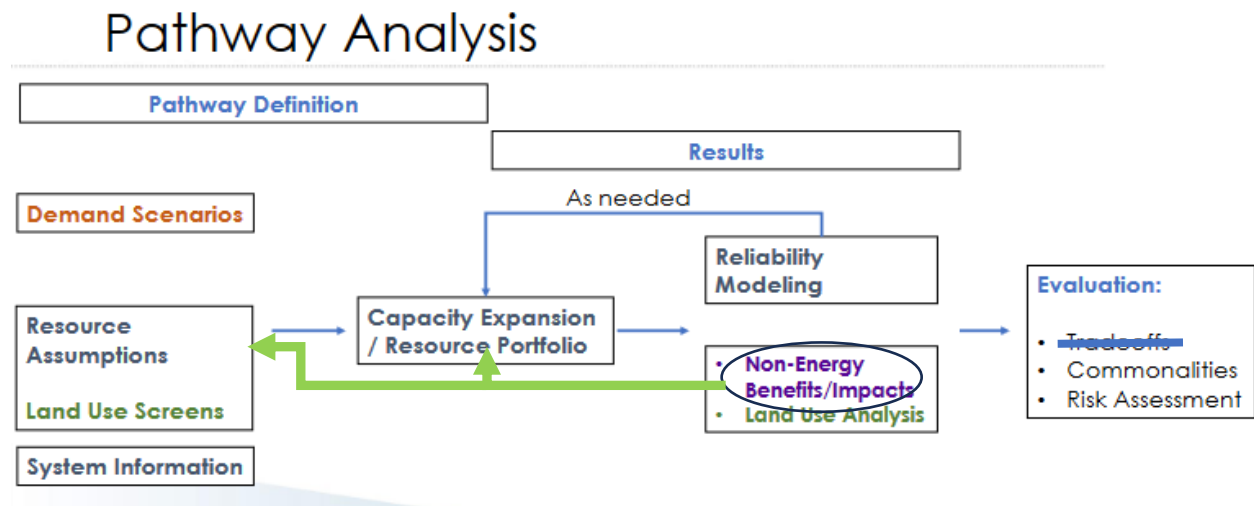 Pathway Analysis
Pathway Definition
Results
As needed
Demand Scenarios
Reliability
Modeling
Resource
Assumptions
Land Use Screens
Capacity Expansion
/ Resource Portfolio
• Non-Energy
Benefits/Impacts
• Land Use Analysis
Evaluation:
• Tradeoffs
• Commonalities
• Risk Assessment
System Information